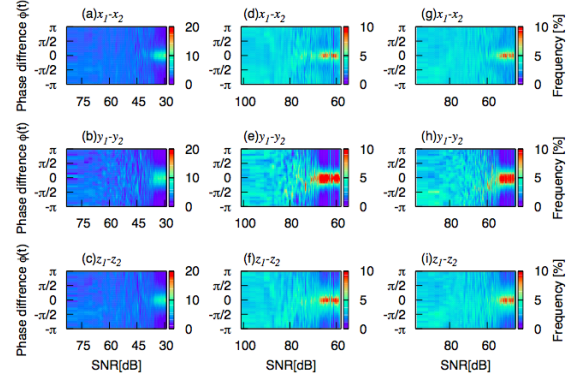 (a)x1-x2 (d)x1-x2 (g)x1-x2
Phase diffrence ϕ(t) π π/2 0 -π/2 -π 20 10 0 10 5 0 10 5 0 Frequency [%]
75 60 45 30 100 80 60 80 60
(b)y1-y2 (e)y1-y2 (h)y1-y2
Phase diffrence ϕ(t) π π/2 0 -π/2 -π 20 10 0 10 5 0 10 5 0 Frequency [%]
75 60 45 30 100 80 60 80 60
(c)z1-z2 (f)z1-z2 (i)z1-z2
Phase diffrence ϕ(t) π π/2 0 -π/2 -π 20 10 0 10 5 0 10 5 0 Frequency [%]
75 60 45 30 100 80 60 80 60
SNR[dB] SNR[dB] SNR[dB]